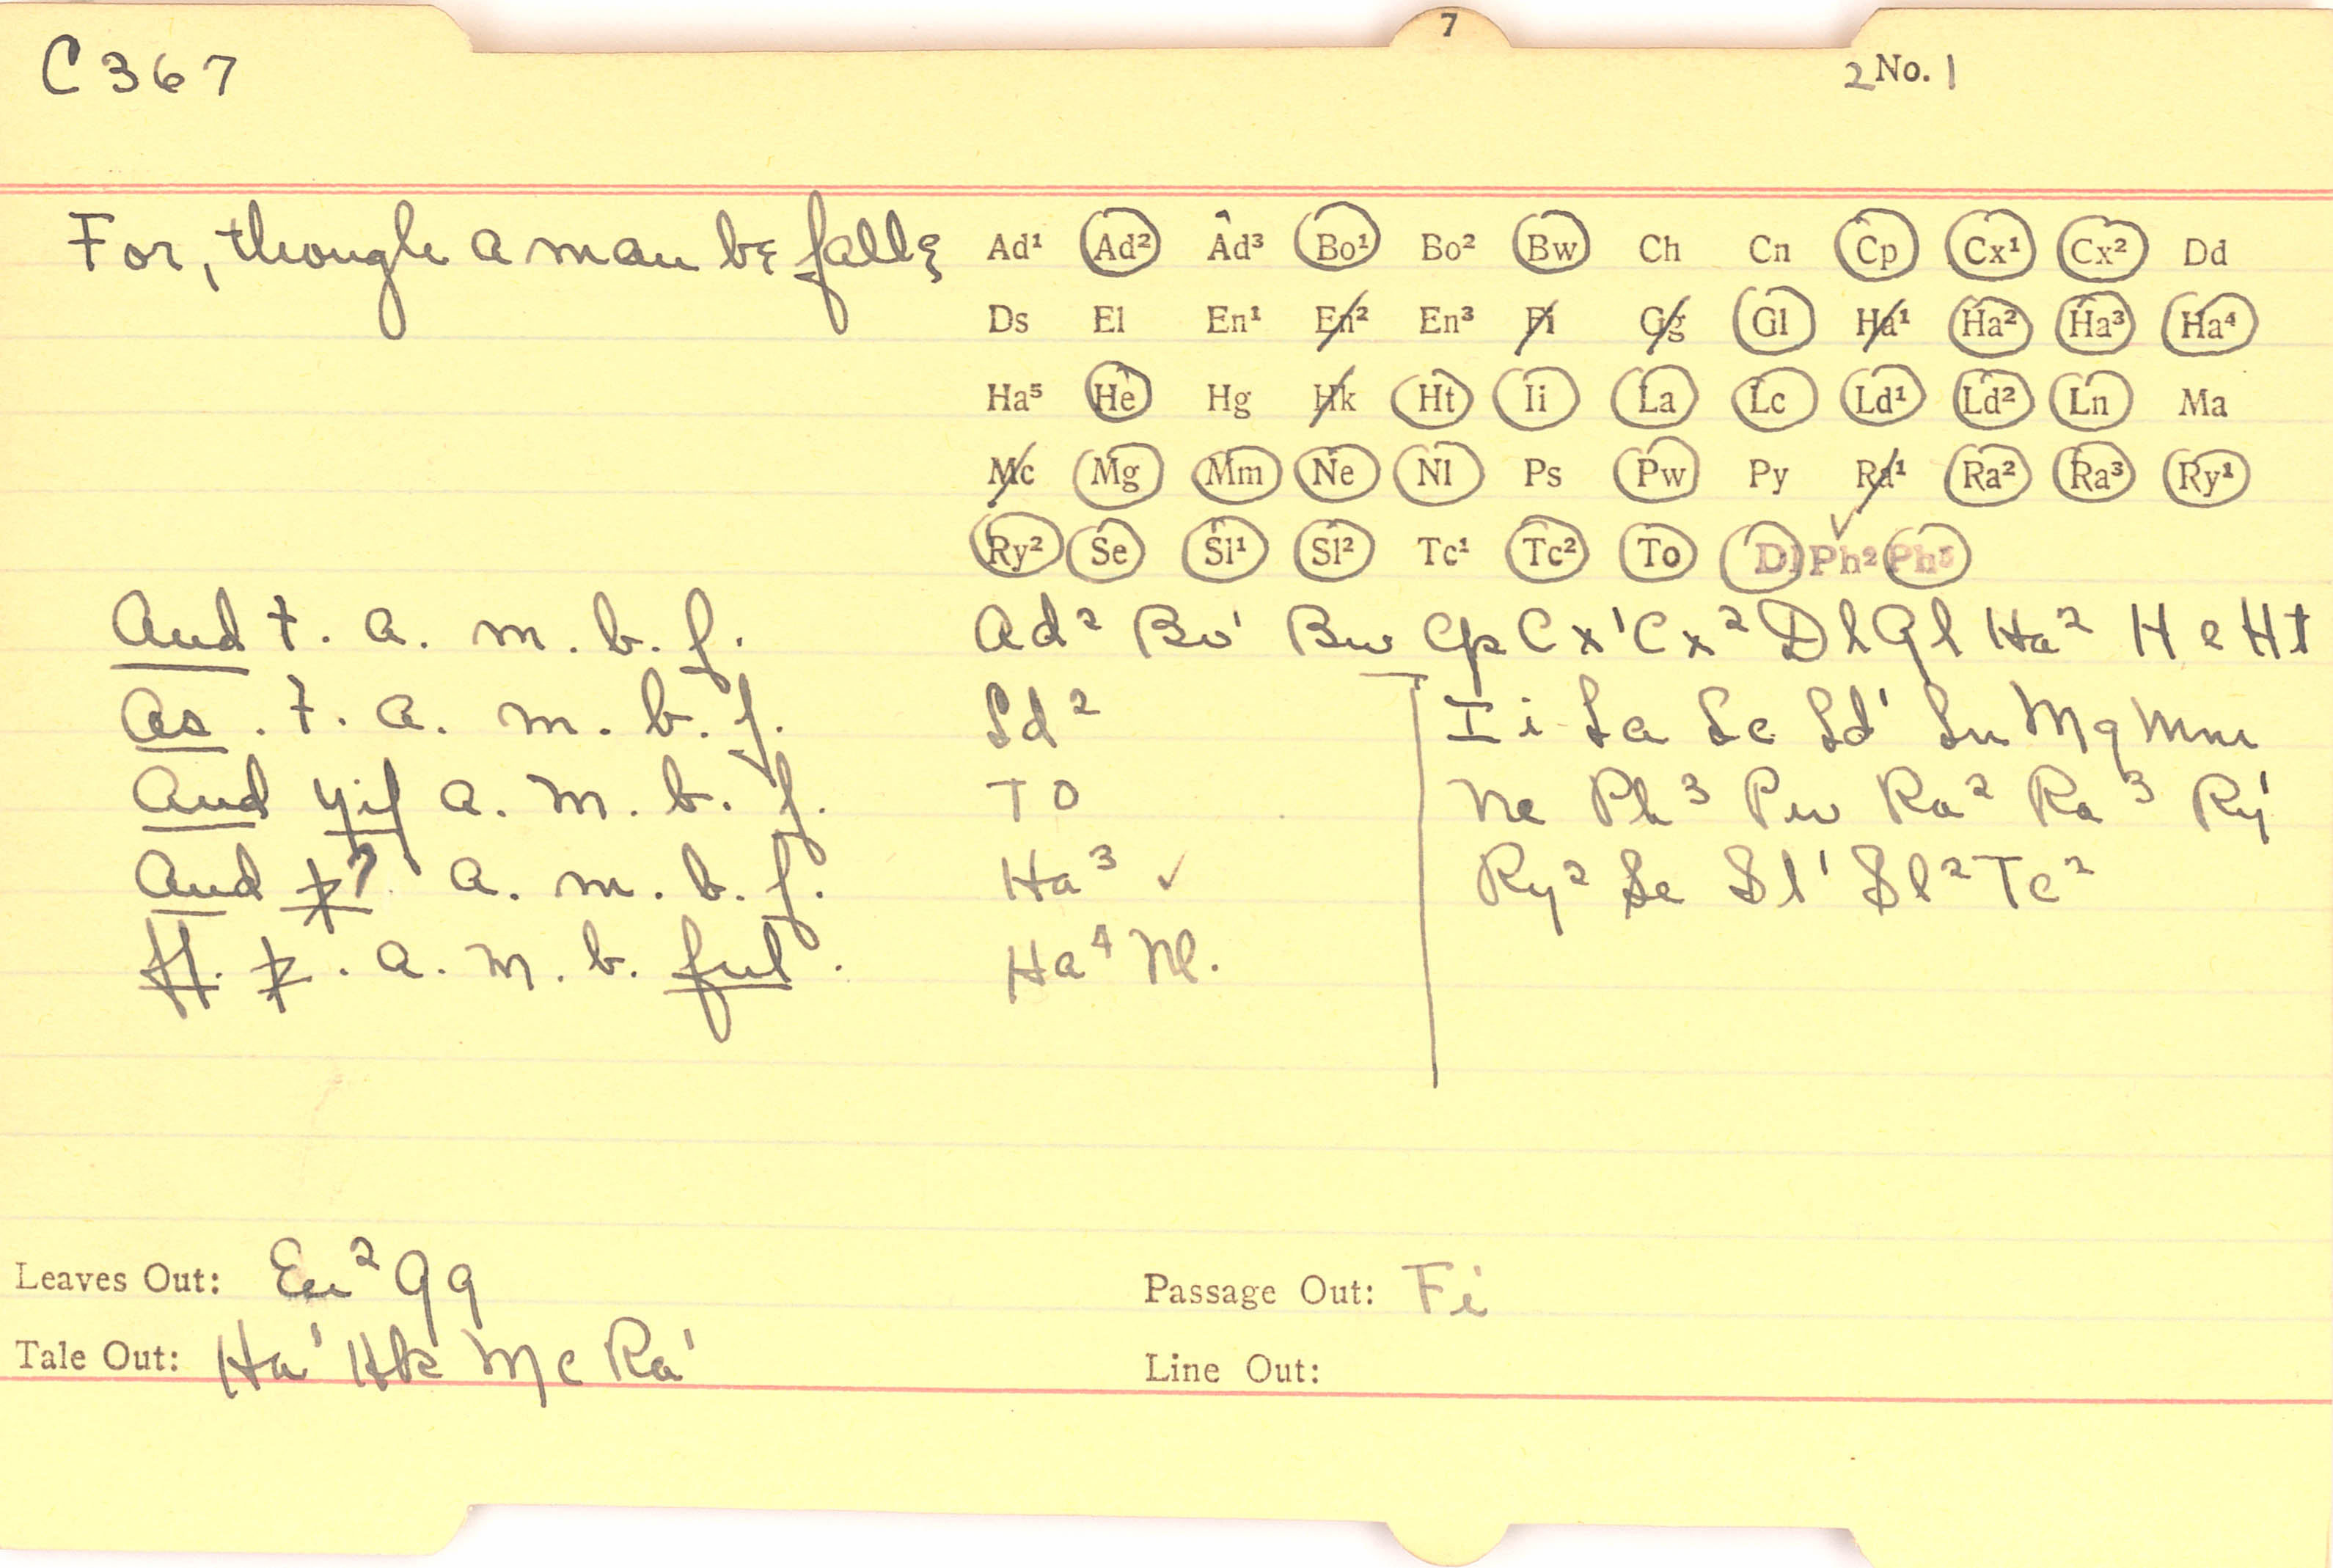 7
C 367
2 No. 1
For, though a man be falle
Ad¹ Ad² Ad³ Bo¹ Bo² Bw Ch Cn Cp Cx¹ Cx² Dd
Ds El En¹ En² En³ Fi Gg Gl Ha¹ Ha² Ha³ Ha⁴
Ha⁵ He Hg Hk Ht Ii La Lc Ld¹ Ld² Ln Ma
Mc Mg Mm Ne Nl Ps Pw Py Ra¹ Ra² Ra³ Ry¹
Ry² Se Sl¹ Sl² Tc¹ Tc² To Dl Ph² Ph³
And t. a. m. b. f. Ad² Bo¹ Bw Cp Cx¹ Cx² Dl Gl Ha² He Ht
As. t. a. m. b. f. Ld² Ii La Lc Ld¹ Ln Mg Mm
And yif a. m. b. f. To Ne Ph³ Pw Ra² Ra³ Ry¹
And a. m. b. f. Ha³ ✓ Ry² Se Sl¹ Sl² Tc²
a. m. b. ful. Ha⁴ Nl.
Leaves Out: En² Gg
Passage Out: Fi
Tale Out: Ha¹ Hk Mc Ra¹
Line Out: